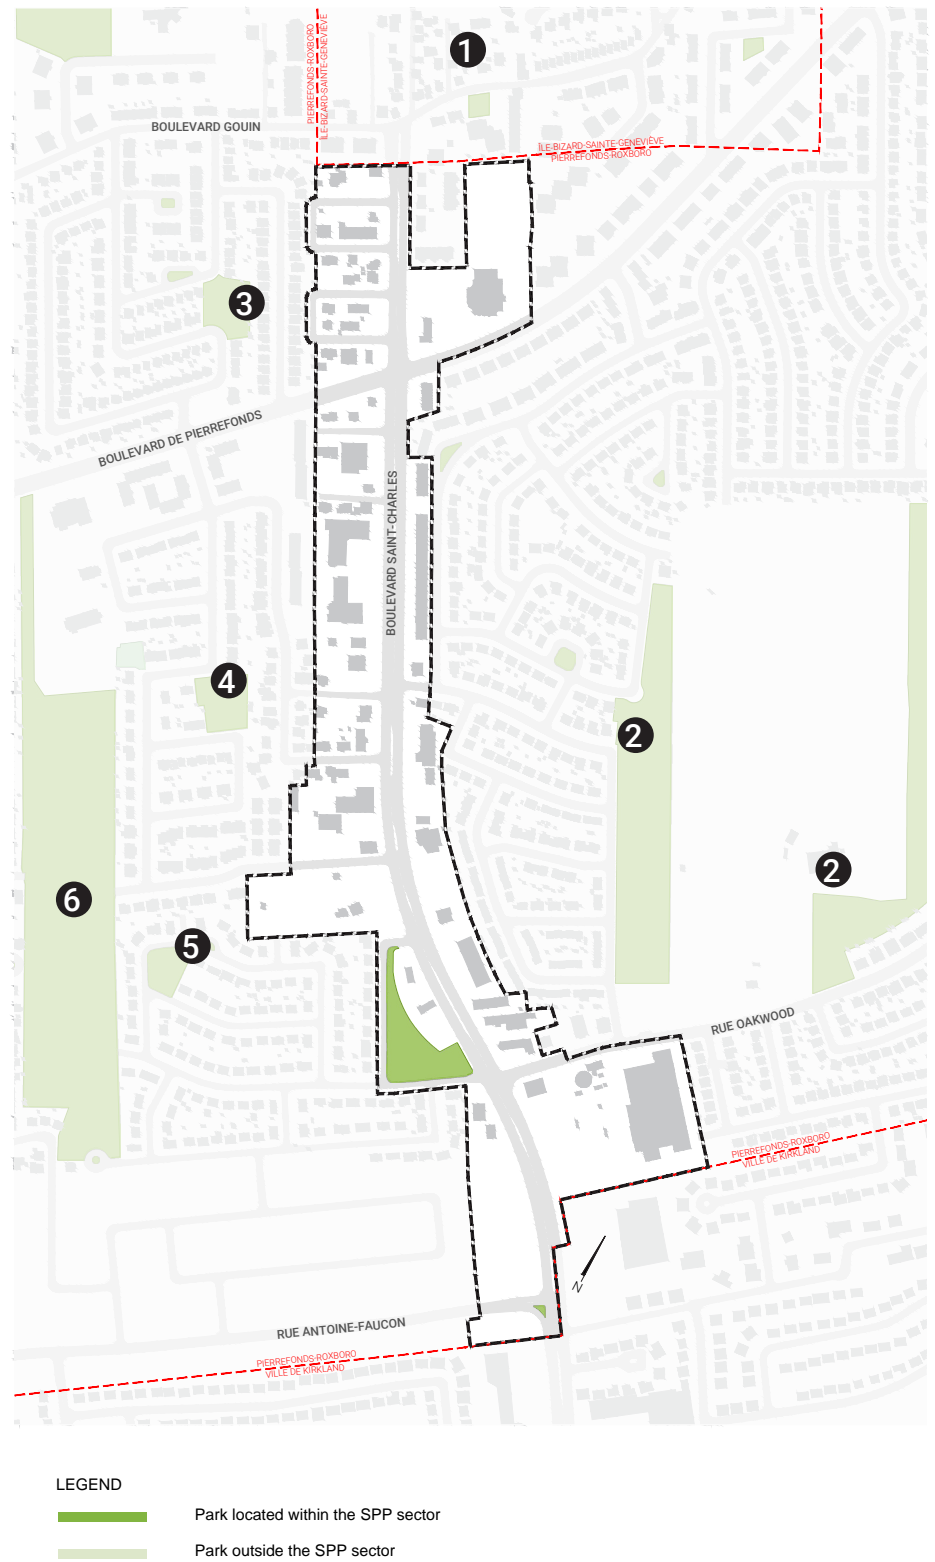 PIERREFONDS-ROXBORO
ÎLE-BIZARD-SAINTE-GENEVIÈVE
1
BOULEVARD GOUIN
ÎLE-BIZARD-SAINTE-GENEVIÈVE
PIERREFONDS-ROXBORO
3
BOULEVARD DE PIERREFONDS
BOULEVARD SAINT-CHARLES
4
2
2
6
5
RUE OAKWOOD
PIERREFONDS-ROXBORO
VILLE DE KIRKLAND
N
RUE ANTOINE-FAUCON
PIERREFONDS-ROXBORO
VILLE DE KIRKLAND
LEGEND
Park located within the SPP sector
Park outside the SPP sector